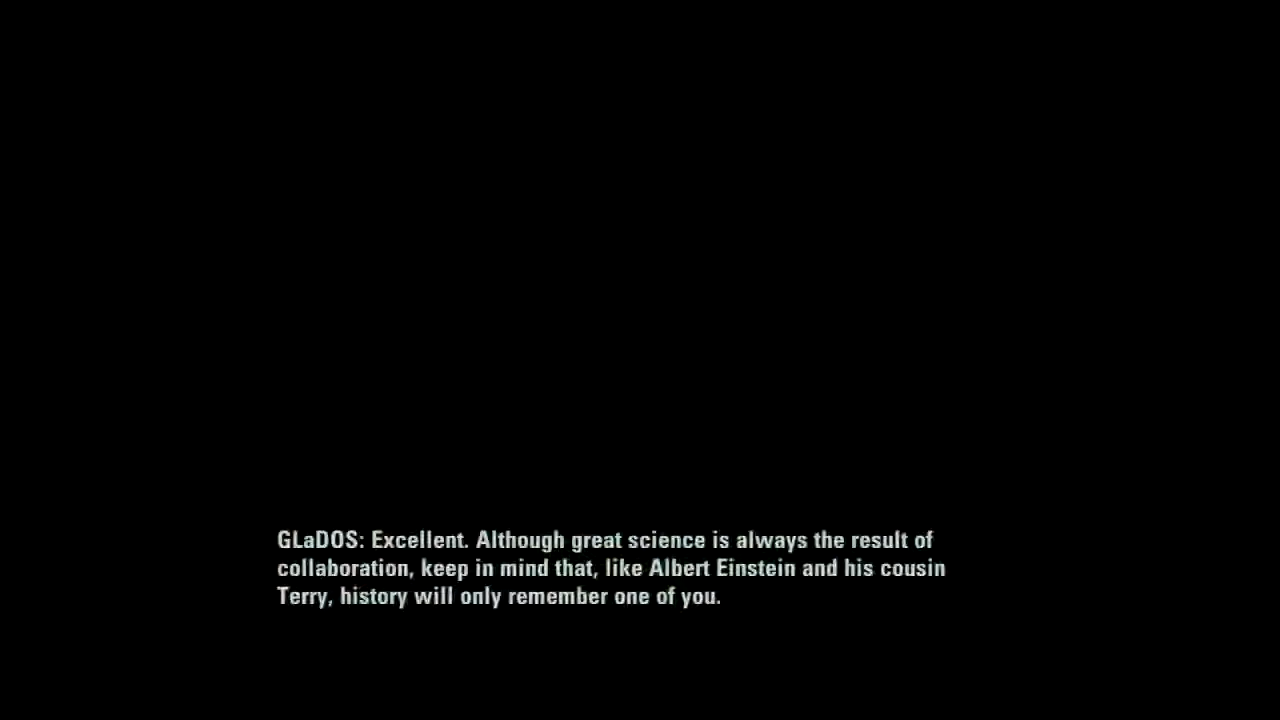 GLaDOS: Excellent. Although great science is always the result of
collaboration, keep in mind that, like Albert Einstein and his cousin
Terry, history will only remember one of you.